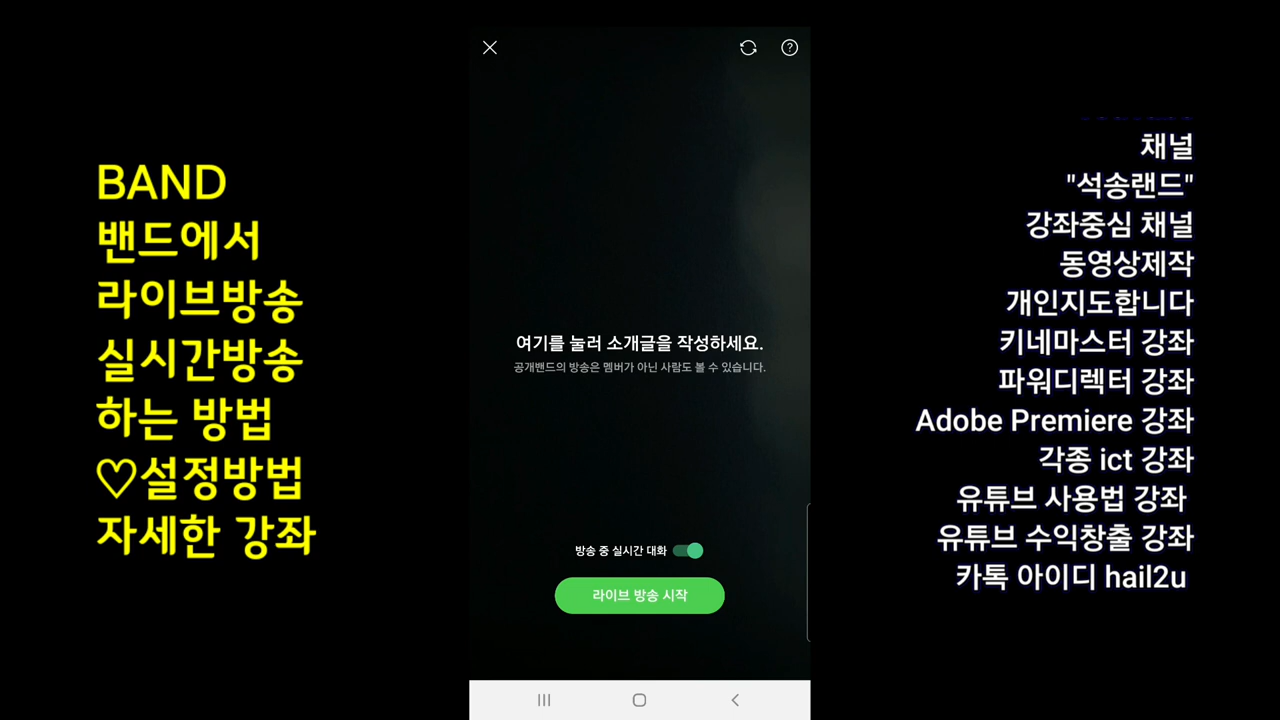 BAND
밴드에서
라이브방송
실시간방송
하는 방법
♡설정방법
자세한 강좌
여기를 눌러 소개글을 작성하세요.
공개밴드의 방송은 멤버가 아닌 사람도 볼 수 있습니다.
방송 중 실시간 대화
라이브 방송 시작
채널
"석송랜드"
강좌중심 채널
동영상제작
개인지도합니다
키네마스터 강좌
파워디렉터 강좌
Adobe Premiere 강좌
각종 ict 강좌
유튜브 사용법 강좌
유튜브 수익창출 강좌
카톡 아이디 hail2u